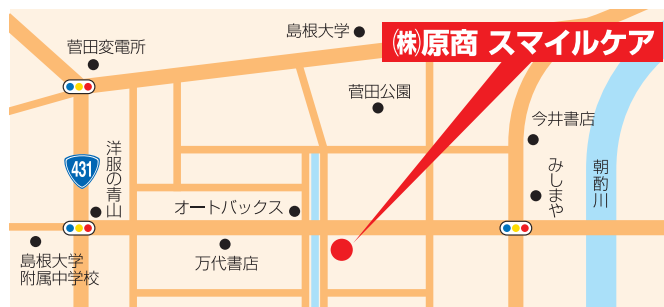 島根大学
㈱原商 スマイルケア
菅田変電所
菅田公園
今井書店
431
洋服の青山
みしまや
朝酌川
オートバックス
島根大学
附属中学校
万代書店